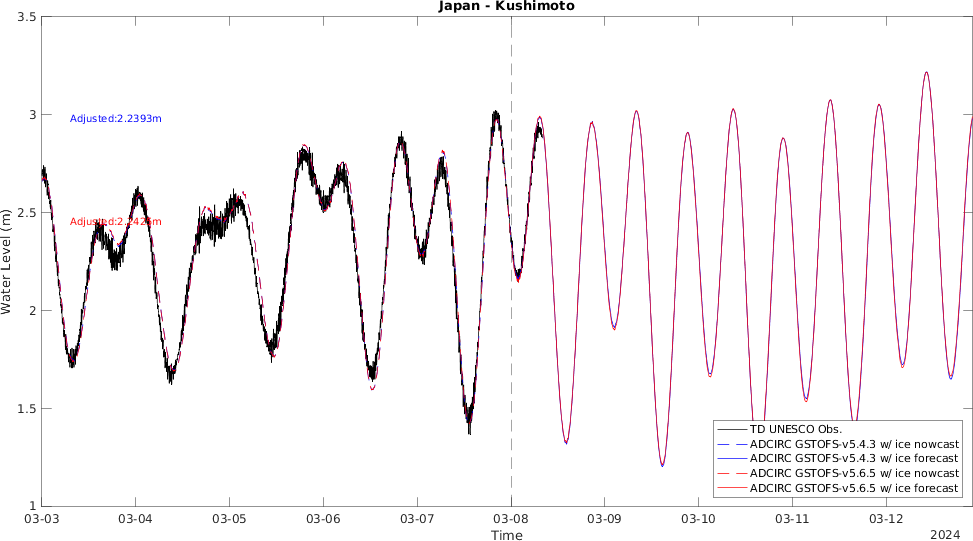 Japan - Kushimoto
3.5
3
2.5
2
1.5
1
Water Level (m)
Adjusted:2.2393m
Adjusted:2.2425m
TD UNESCO Obs.
ADCIRC GSTOFS-v5.4.3 w/ ice nowcast
ADCIRC GSTOFS-v5.4.3 w/ ice forecast
ADCIRC GSTOFS-v5.6.5 w/ ice nowcast
ADCIRC GSTOFS-v5.6.5 w/ ice forecast
03-03 03-04 03-05 03-06 03-07 03-08 03-09 03-10 03-11 03-12
Time
2024